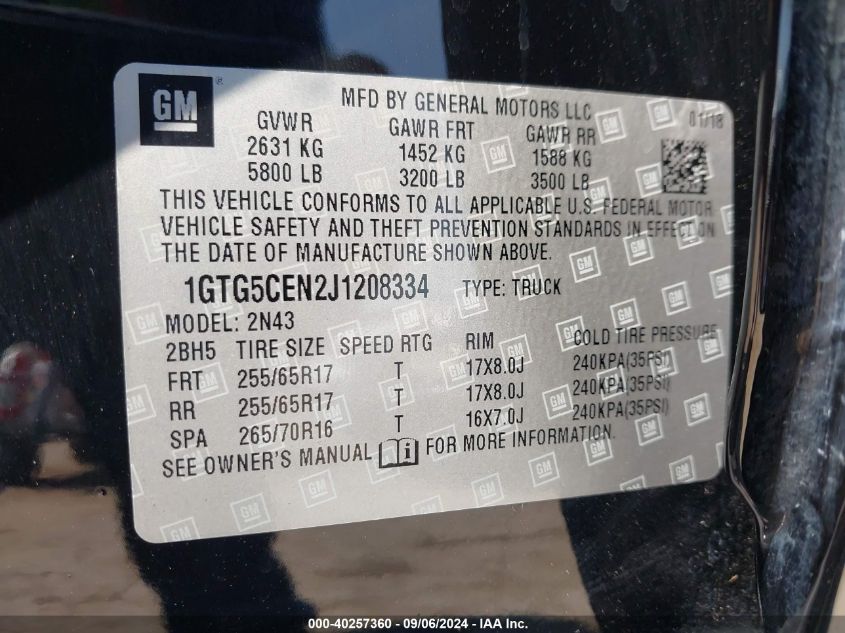 GM ®
MFD BY GENERAL MOTORS LLC
01/18
GVWR GAWR FRT GAWR RR
2631 KG 1452 KG 1588 KG
5800 LB 3200 LB 3500 LB
THIS VEHICLE CONFORMS TO ALL APPLICABLE U.S. FEDERAL MOTOR
VEHICLE SAFETY AND THEFT PREVENTION STANDARDS IN EFFECT ON
THE DATE OF MANUFACTURE SHOWN ABOVE.
1GTG5CEN2J1208334 TYPE: TRUCK
MODEL: 2N43
2BH5 TIRE SIZE SPEED RTG RIM COLD TIRE PRESSURE
FRT 255/65R17 T 17X8.0J 240KPA(35PSI)
RR 255/65R17 T 17X8.0J 240KPA(35PSI)
SPA 265/70R16 T 16X7.0J 240KPA(35PSI)
SEE OWNER'S MANUAL i FOR MORE INFORMATION.
000-40257360 - 09/06/2024 - IAA Inc.